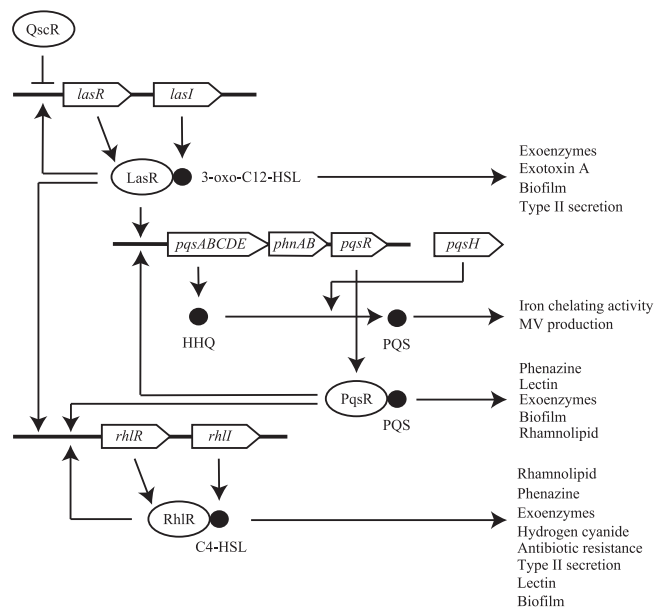 QscR
lasR
lasI
LasR
3-oxo-C12-HSL
Exoenzymes
Exotoxin A
Biofilm
Type II secretion
pqsABCDE
phnAB
pqsR
pqsH
HHQ
PQS
Iron chelating activity
MV production
PqsR
PQS
Phenazine
Lectin
Exoenzymes
Biofilm
Rhamnolipid
rhlR
rhlI
RhlR
C4-HSL
Rhamnolipid
Phenazine
Exoenzymes
Hydrogen cyanide
Antibiotic resistance
Type II secretion
Lectin
Biofilm